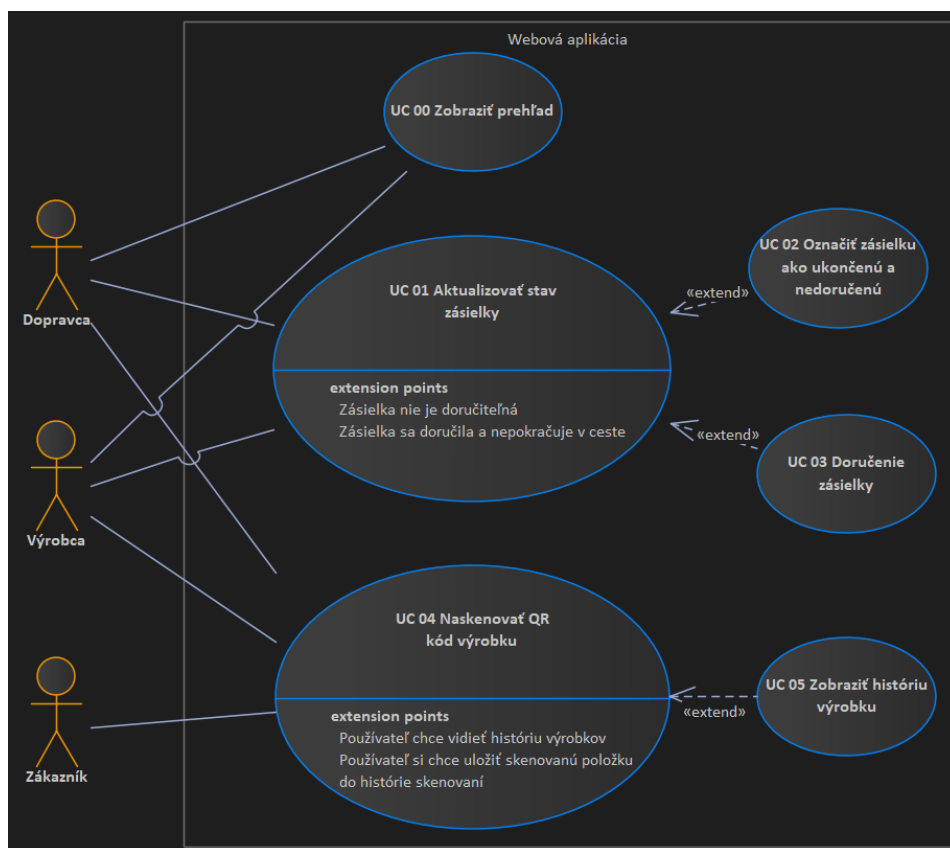 Webová aplikácia
UC 00 Zobraziť prehľad
Dopravca
UC 01 Aktualizovať stav
zásielky
extension points
Zásielka nie je doručiteľná
Zásielka sa doručila a nepokračuje v ceste
«extend»
UC 02 Označiť zásielku
ako ukončenú a
nedoručenú
«extend»
UC 03 Doručenie
zásielky
Výrobca
UC 04 Naskenovať QR
kód výrobku
extension points
Používateľ chce vidieť históriu výrobkov
Používateľ si chce uložiť skenovanú položku
do histórie skenovaní
«extend»
UC 05 Zobraziť históriu
výrobku
Zákazník